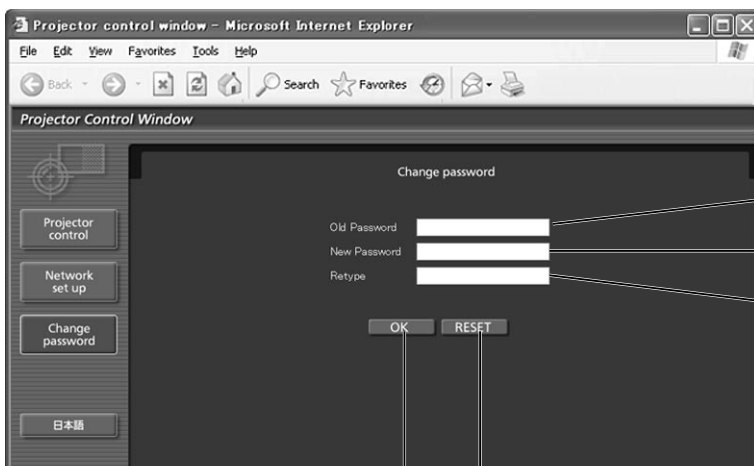 Projector control window - Microsoft Internet Explorer
File Edit View Favorites Tools Help
Back Search Favorites
Projector Control Window
Change password
Projector
control
Old Password
New Password
Retype
Network
set up
Change
password
OK RESET
日本語